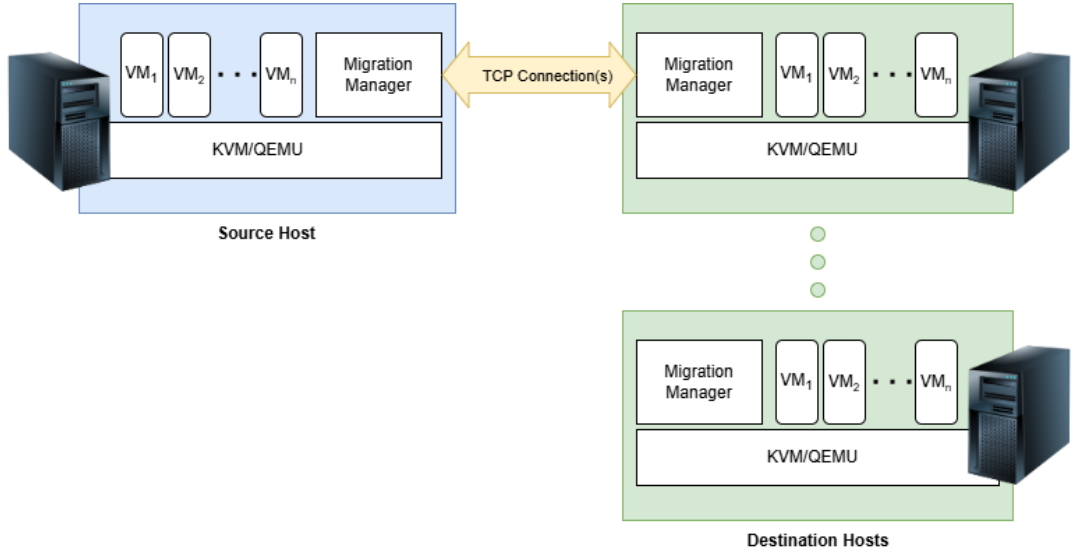 VM₁ VM₂ · · · VMₙ
Migration
Manager
KVM/QEMU
Source Host
TCP Connection(s)
Migration
Manager
VM₁ VM₂ · · · VMₙ
KVM/QEMU
Migration
Manager
VM₁ VM₂ · · · VMₙ
KVM/QEMU
Destination Hosts